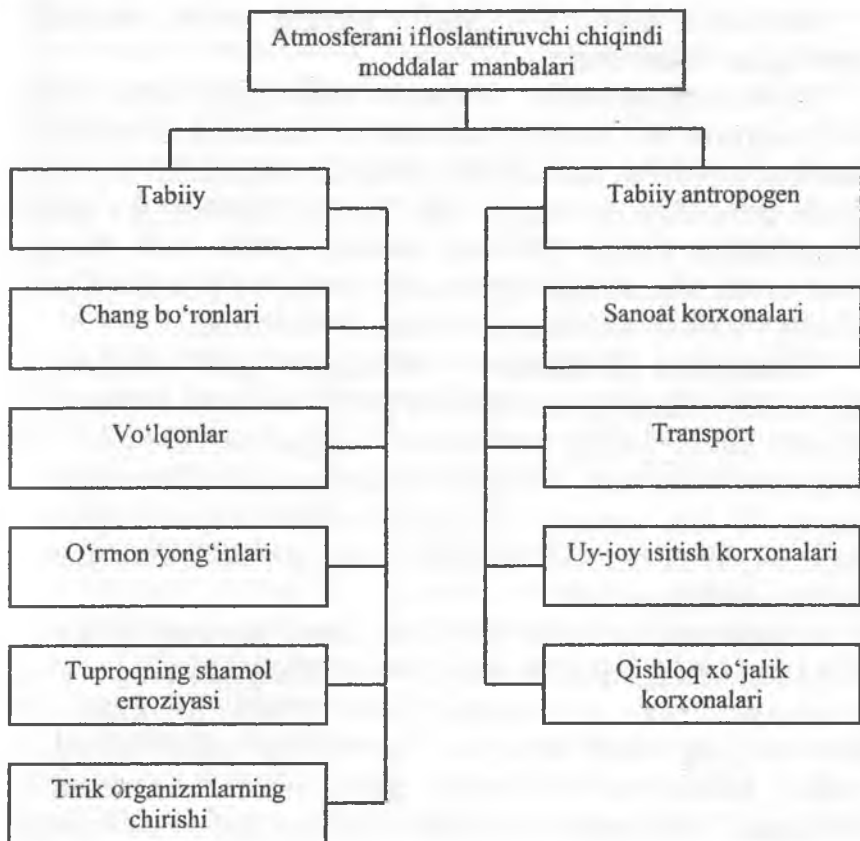 Atmosferani ifloslantiruvchi chiqindi
moddalar manbalari
Tabiiy
Chang bo‘ronlari
Vo‘lqonlar
O‘rmon yong‘inlari
Tuproqning shamol
erroziyasi
Tirik organizmlarning
chirishi
Tabiiy antropogen
Sanoat korxonalari
Transport
Uy-joy isitish korxonalari
Qishloq xo‘jalik
korxonalari